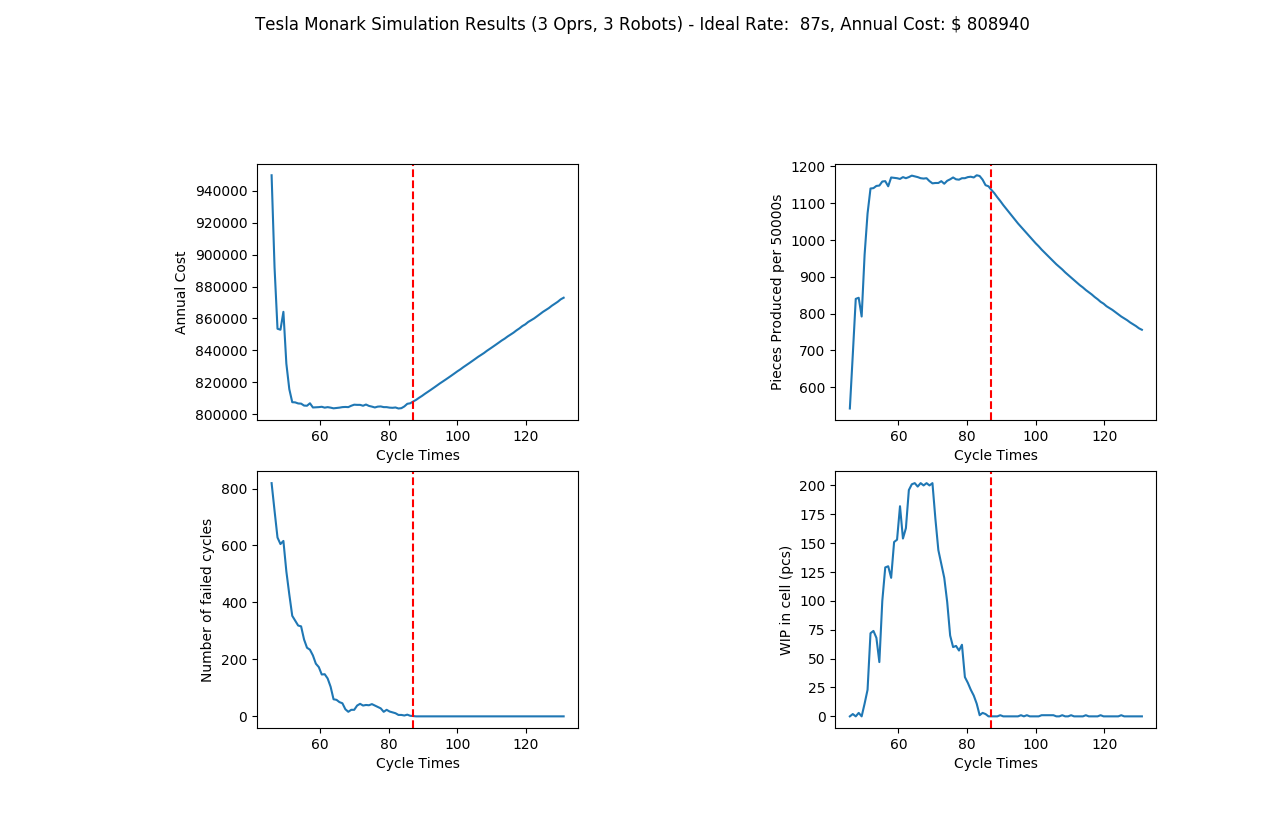 Tesla Monark Simulation Results (3 Oprs, 3 Robots) - Ideal Rate:  87s, Annual Cost: $ 808940
940000
920000
900000
880000
860000
840000
820000
800000
Annual Cost
60 80 100 120
Cycle Times
1200
1100
1000
900
800
700
600
Pieces Produced per 50000s
60 80 100 120
Cycle Times
800
600
400
200
0
Number of failed cycles
60 80 100 120
Cycle Times
200
175
150
125
100
75
50
25
0
WIP in cell (pcs)
60 80 100 120
Cycle Times